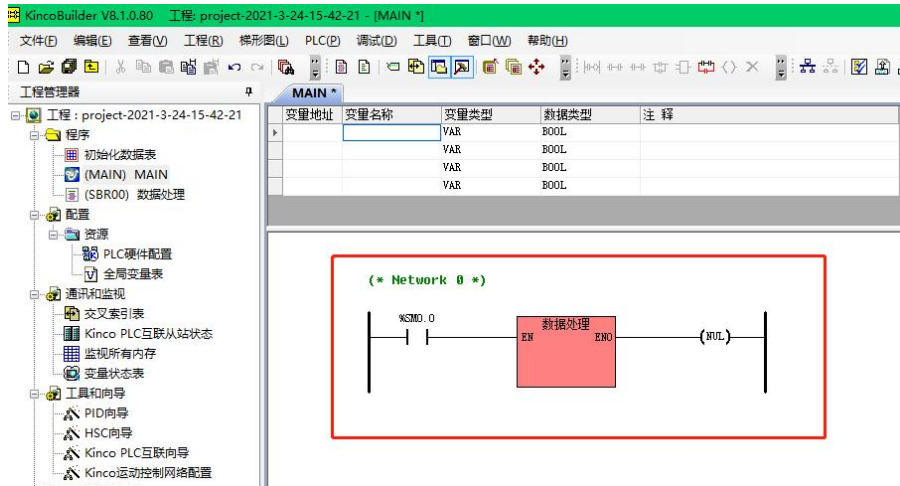 KincoBuilder V8.1.0.80 工程: project-2021-3-24-15-42-21 - [MAIN *]
文件(F) 编辑(E) 查看(V) 工程(R) 梯形图(L) PLC(P) 调试(D) 工具(T) 窗口(W) 帮助(H)
工程管理器
MAIN *
工程 : project-2021-3-24-15-42-21
程序
初始化数据表
(MAIN) MAIN
(SBR00) 数据处理
配置
资源
PLC硬件配置
全局变量表
通讯和监视
交叉索引表
Kinco PLC互联从站状态
监视所有内存
变量状态表
工具和向导
PID向导
HSC向导
Kinco PLC互联向导
Kinco运动控制网络配置
变量地址 变量名称 变量类型 数据类型 注 释
VAR BOOL
VAR BOOL
VAR BOOL
VAR BOOL
(* Network 0 *)
%SM0.0
数据处理
EN ENO
(NUL)